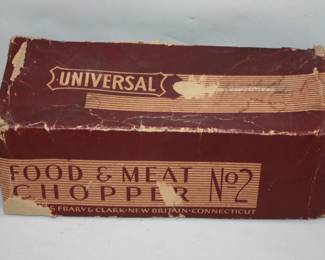 UNIVERSAL
FOOD & MEAT
CHOPPER Nº2
FRARY & CLARK · NEW BRITAIN · CONNECTICUT